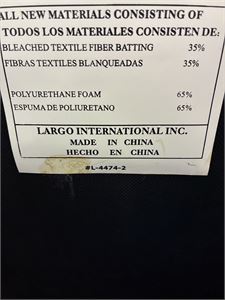 ALL NEW MATERIALS CONSISTING OF
TODOS LOS MATERIALES CONSISTEN DE:
BLEACHED TEXTILE FIBER BATTING 35%
FIBRAS TEXTILES BLANQUEADAS 35%
POLYURETHANE FOAM 65%
ESPUMA DE POLIURETANO 65%
LARGO INTERNATIONAL INC.
MADE IN CHINA
HECHO EN CHINA
#L-4474-2